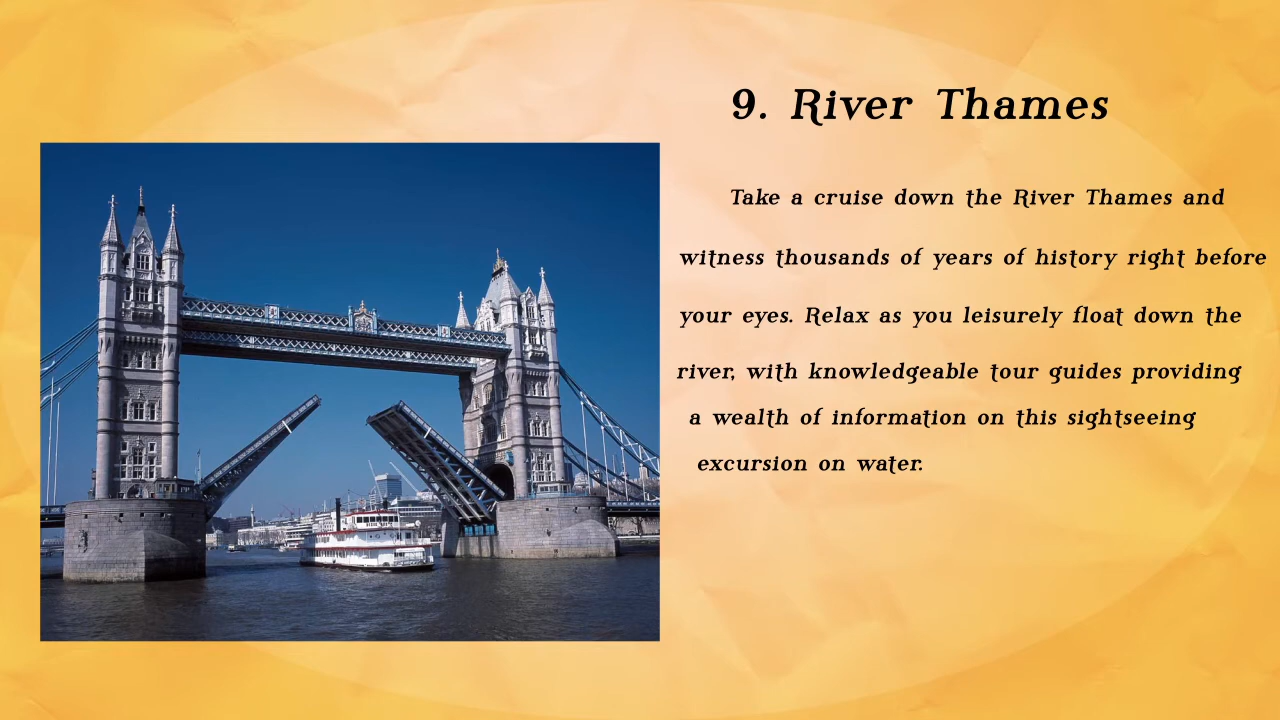 9. River Thames
Take a cruise down the River Thames and
witness thousands of years of history right before
your eyes. Relax as you leisurely float down the
river, with knowledgeable tour guides providing
a wealth of information on this sightseeing
excursion on water.